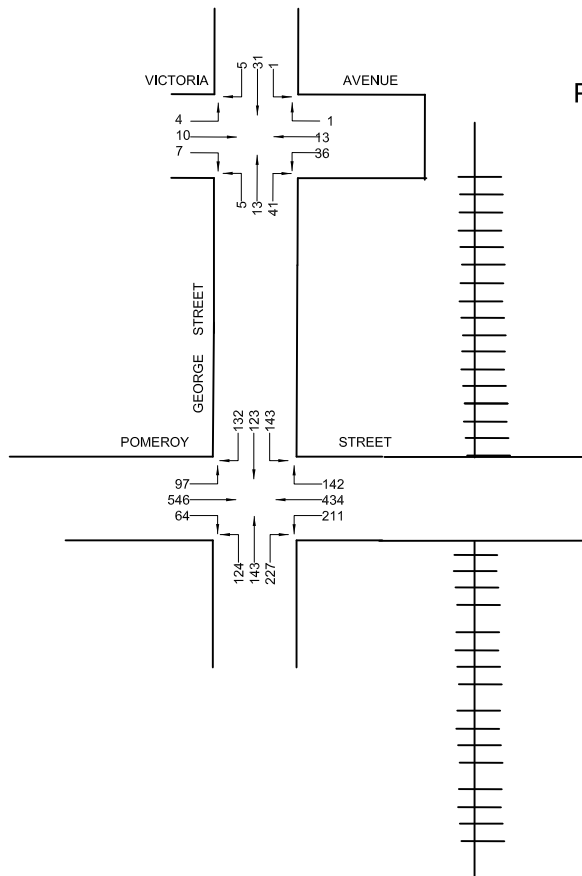 5 31 1
VICTORIA AVENUE
F
4 1
10 13
7 36
5 13 41
GEORGE STREET
132 123 143
POMEROY STREET
97 142
546 434
64 211
124 143 227